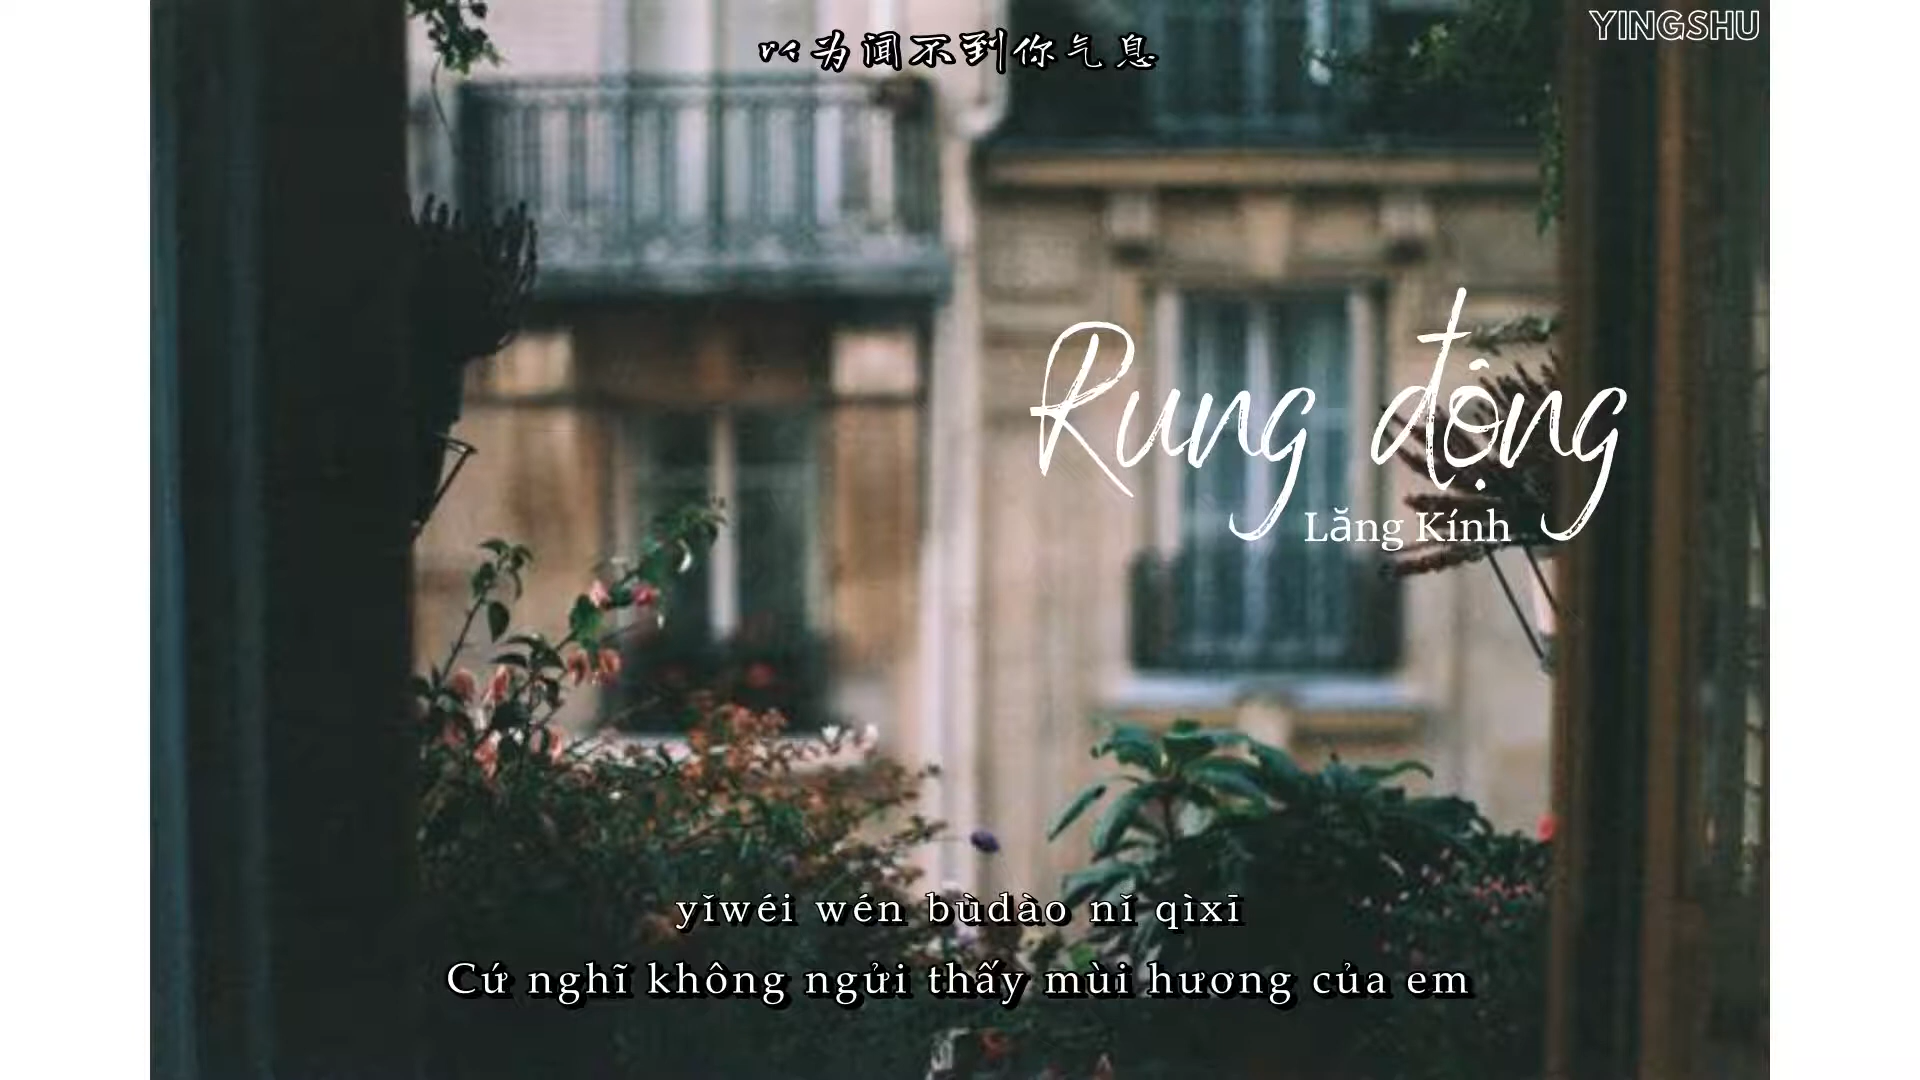 以为闻不到你气息
YINGSHU
Rung động
Lăng Kính
yǐwéi wén bùdào nǐ qìxī
Cứ nghĩ không ngửi thấy mùi hương của em